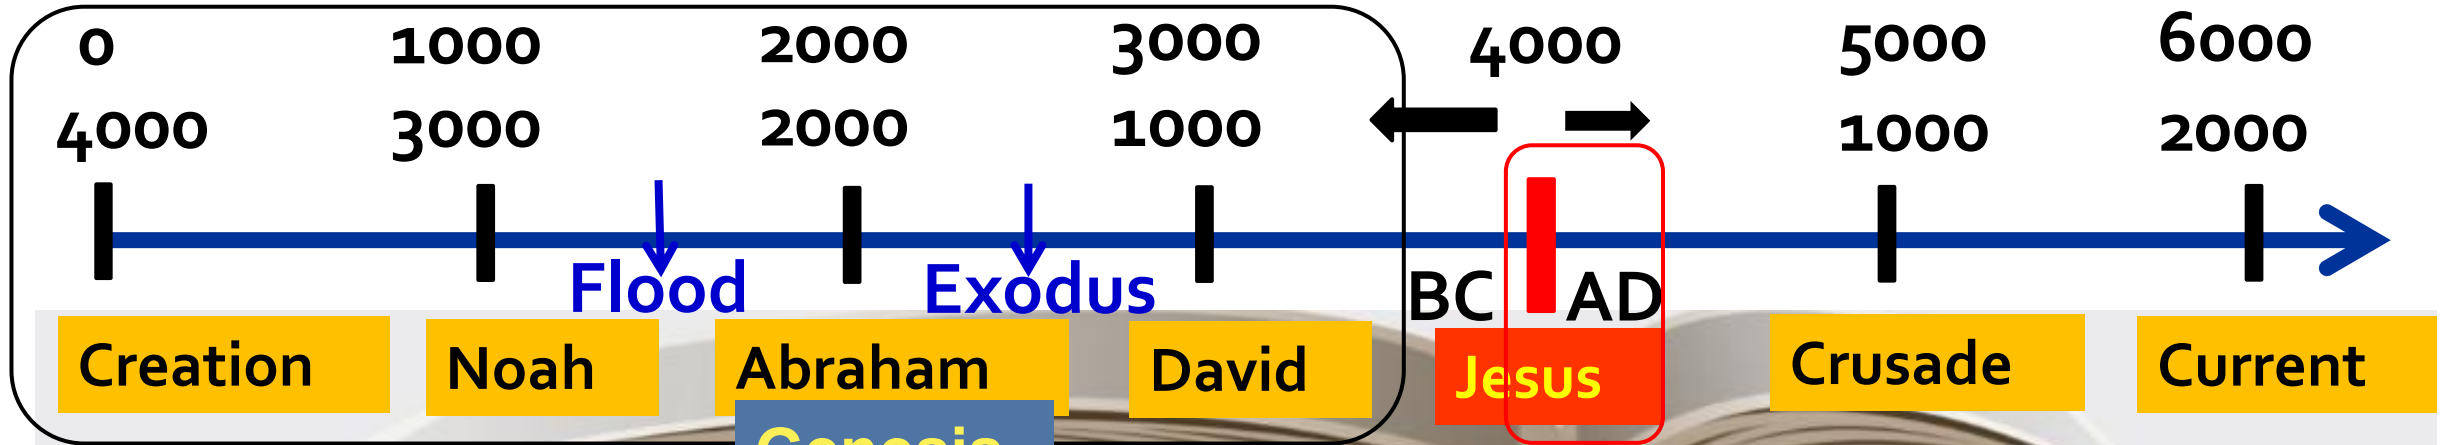 0 1000 2000 3000 4000 5000 6000
4000 3000 2000 1000 1000 2000
Flood Exodus BC AD
Creation Noah Abraham David Jesus Crusade Current
Genesis